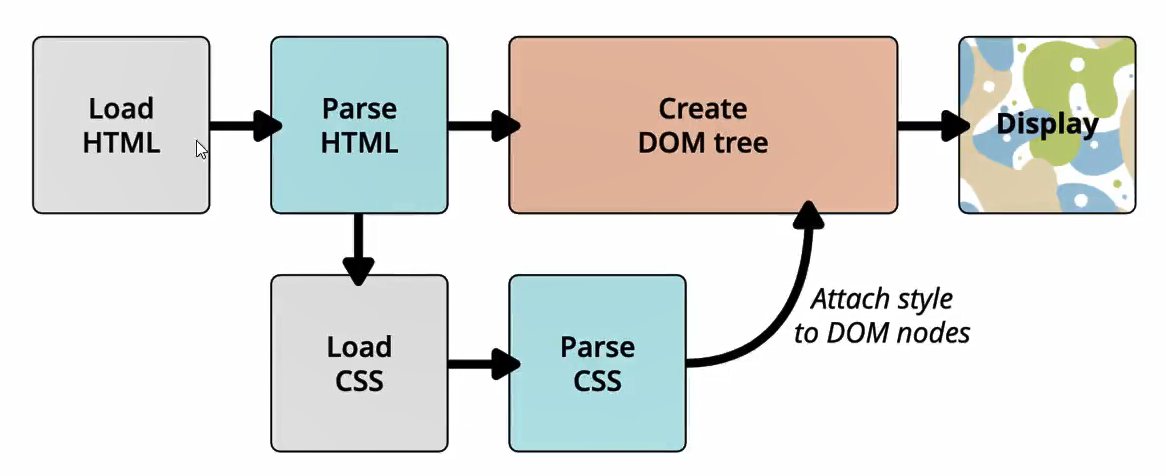 Load
HTML
Parse
HTML
Create
DOM tree
Display
Load
CSS
Parse
CSS
Attach style
to DOM nodes